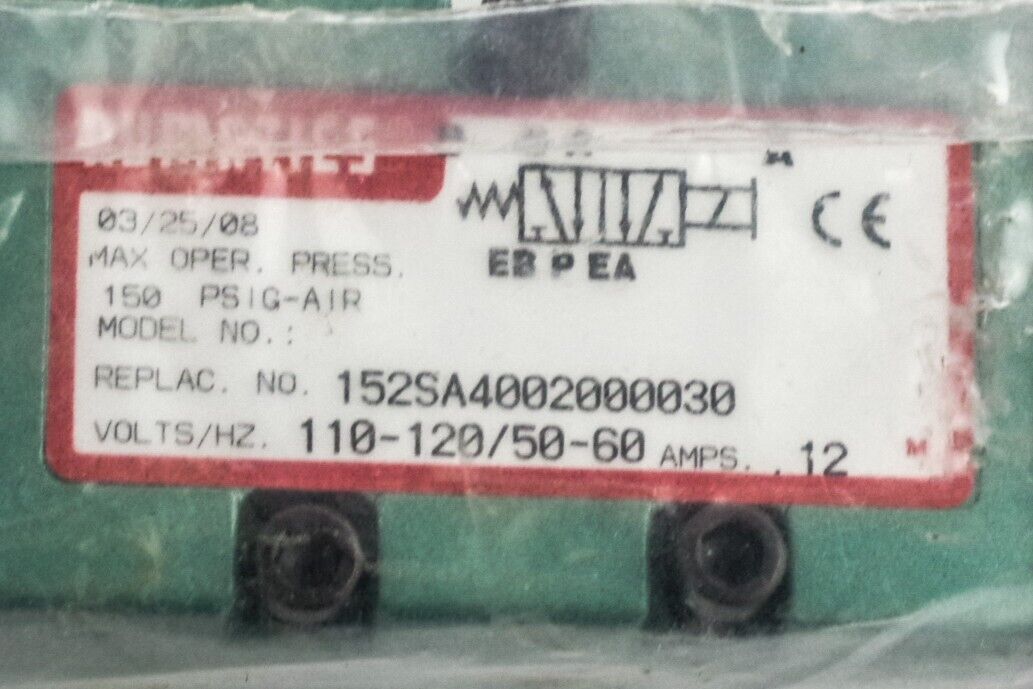 03/25/08
MAX OPER. PRESS.
150 PSIG-AIR
MODEL NO.:
REPLAC. NO. 152SA4002000030
VOLTS/HZ. 110-120/50-60 AMPS. .12
EB P EA
CE